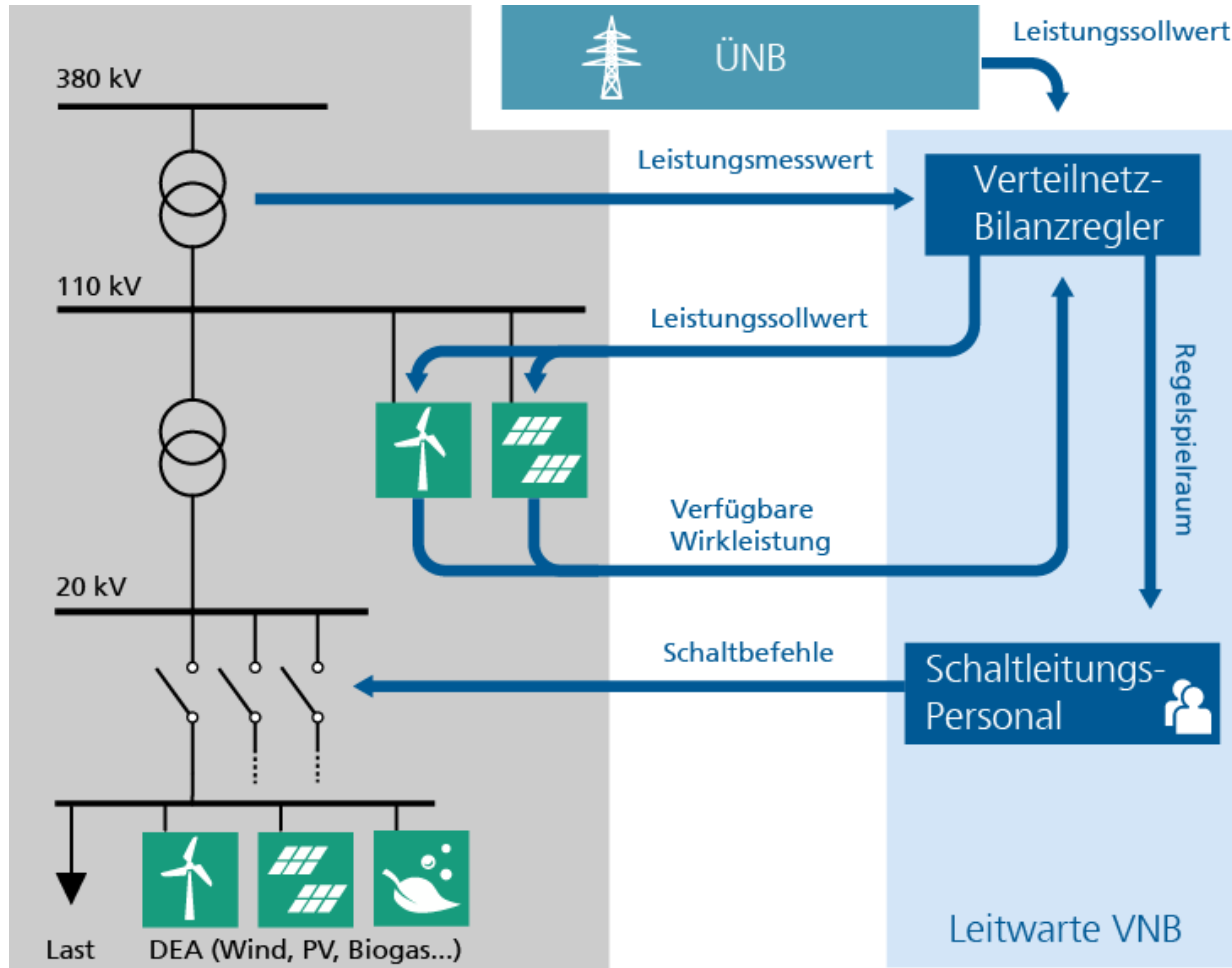 ÜNB
Leistungssollwert
380 kV
Leistungsmesswert
Verteilnetz-
Bilanzregler
110 kV
Leistungssollwert
Regelspielraum
Verfügbare
Wirkleistung
20 kV
Schaltbefehle
Schaltleitungs-
Personal
Last
DEA (Wind, PV, Biogas...)
Leitwarte VNB